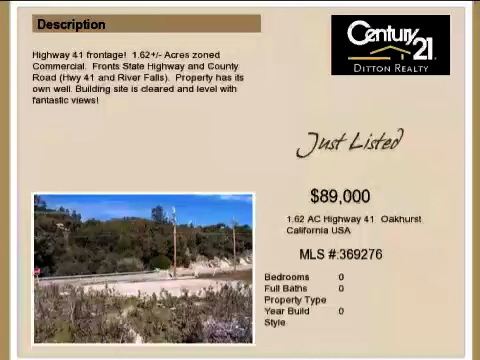 Description
Highway 41 frontage!  1.62+/- Acres zoned
Commercial.  Fronts State Highway and County
Road (Hwy 41 and River Falls).  Property has its
own well. Building site is cleared and level with
fantastic views!
Century 21
DITTON REALTY
Just Listed
$89,000
1.62 AC Highway 41  Oakhurst
California USA
MLS #:369276
Bedrooms 0
Full Baths 0
Property Type
Year Build 0
Style